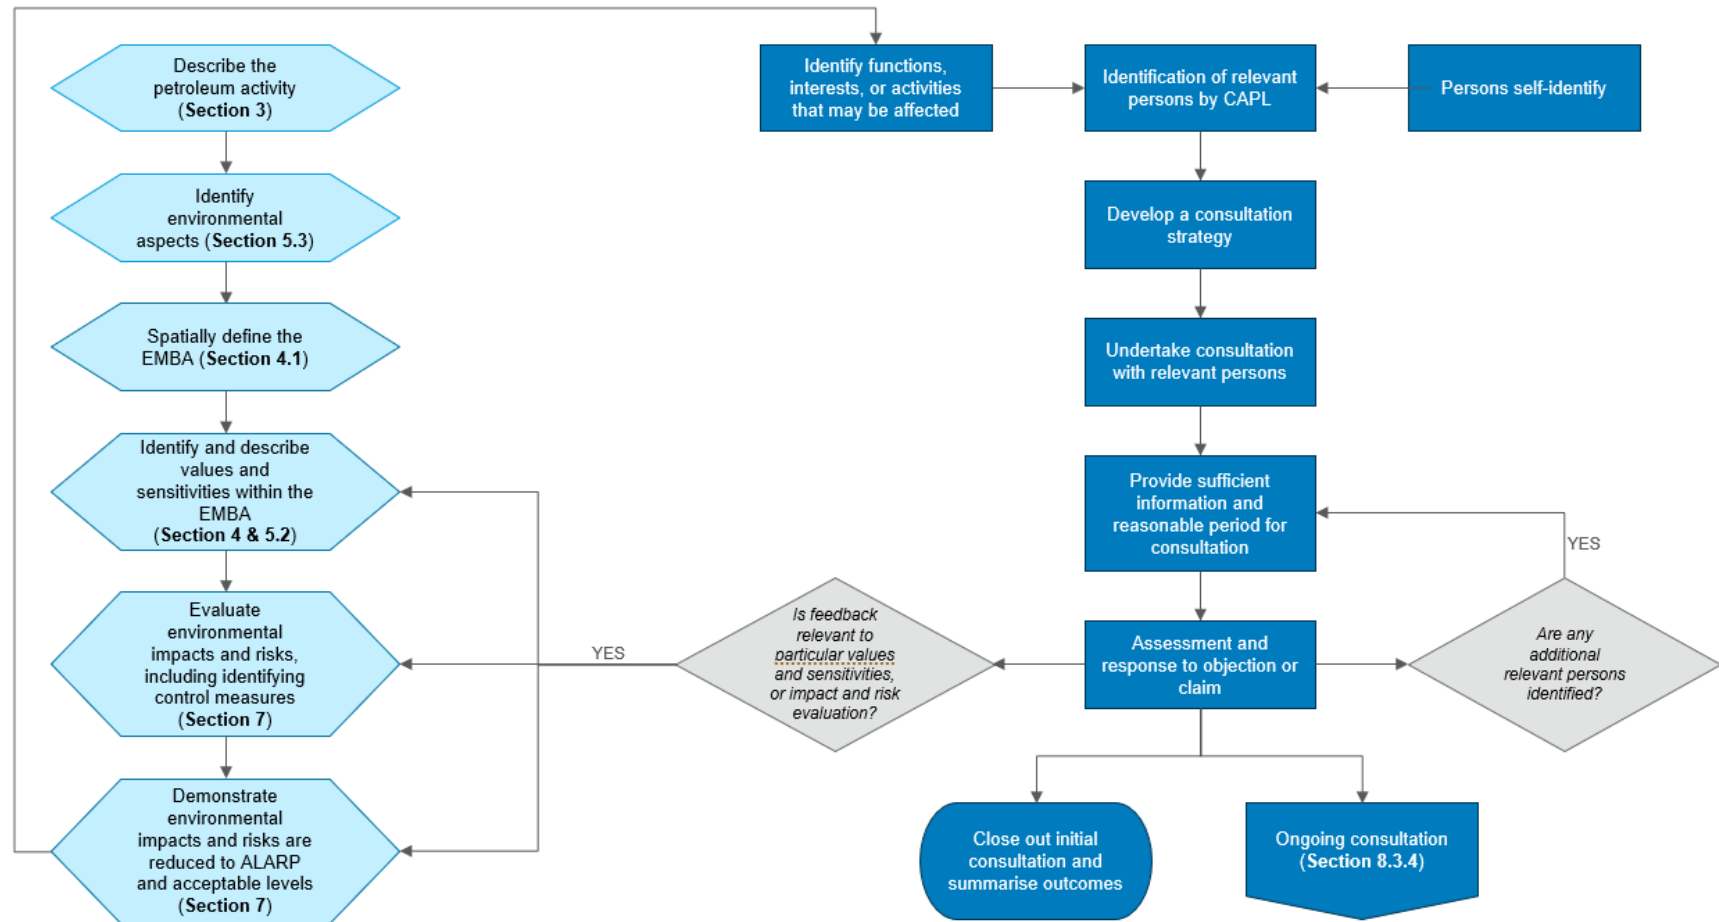 Describe the
petroleum activity
(Section 3)
Identify
environmental
aspects (Section 5.3)
Spatially define the
EMBA (Section 4.1)
Identify and describe
values and
sensitivities within the
EMBA
(Section 4 & 5.2)
Evaluate
environmental
impacts and risks,
including identifying
control measures
(Section 7)
Demonstrate
environmental
impacts and risks are
reduced to ALARP
and acceptable levels
(Section 7)
Identify functions,
interests, or activities
that may be affected
Identification of relevant
persons by CAPL
Persons self-identify
Develop a consultation
strategy
Undertake consultation
with relevant persons
Provide sufficient
information and
reasonable period for
consultation
YES
Is feedback
relevant to
particular values
and sensitivities,
or impact and risk
evaluation?
YES
Assessment and
response to objection or
claim
Are any
additional
relevant persons
identified?
Close out initial
consultation and
summarise outcomes
Ongoing consultation
(Section 8.3.4)